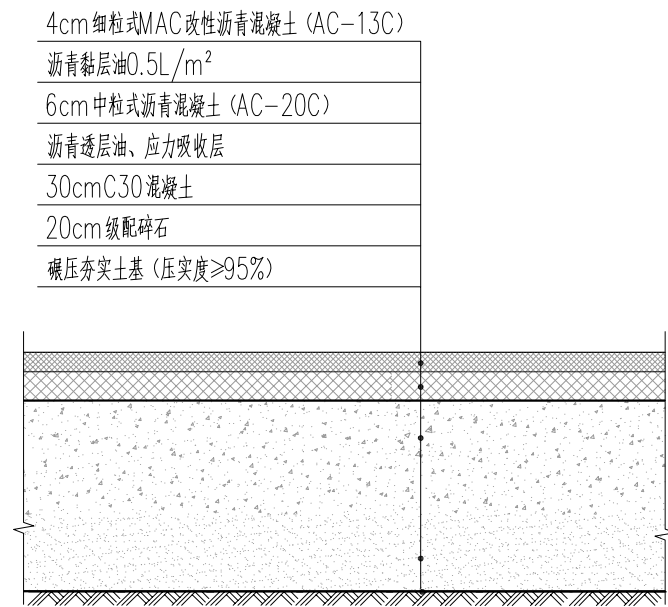 4cm细粒式MAC改性沥青混凝土（AC-13C）
沥青黏层油0.5L/m²
6cm中粒式沥青混凝土（AC-20C）
沥青透层油、应力吸收层
30cmC30混凝土
20cm级配碎石
碾压夯实土基（压实度≥95%）